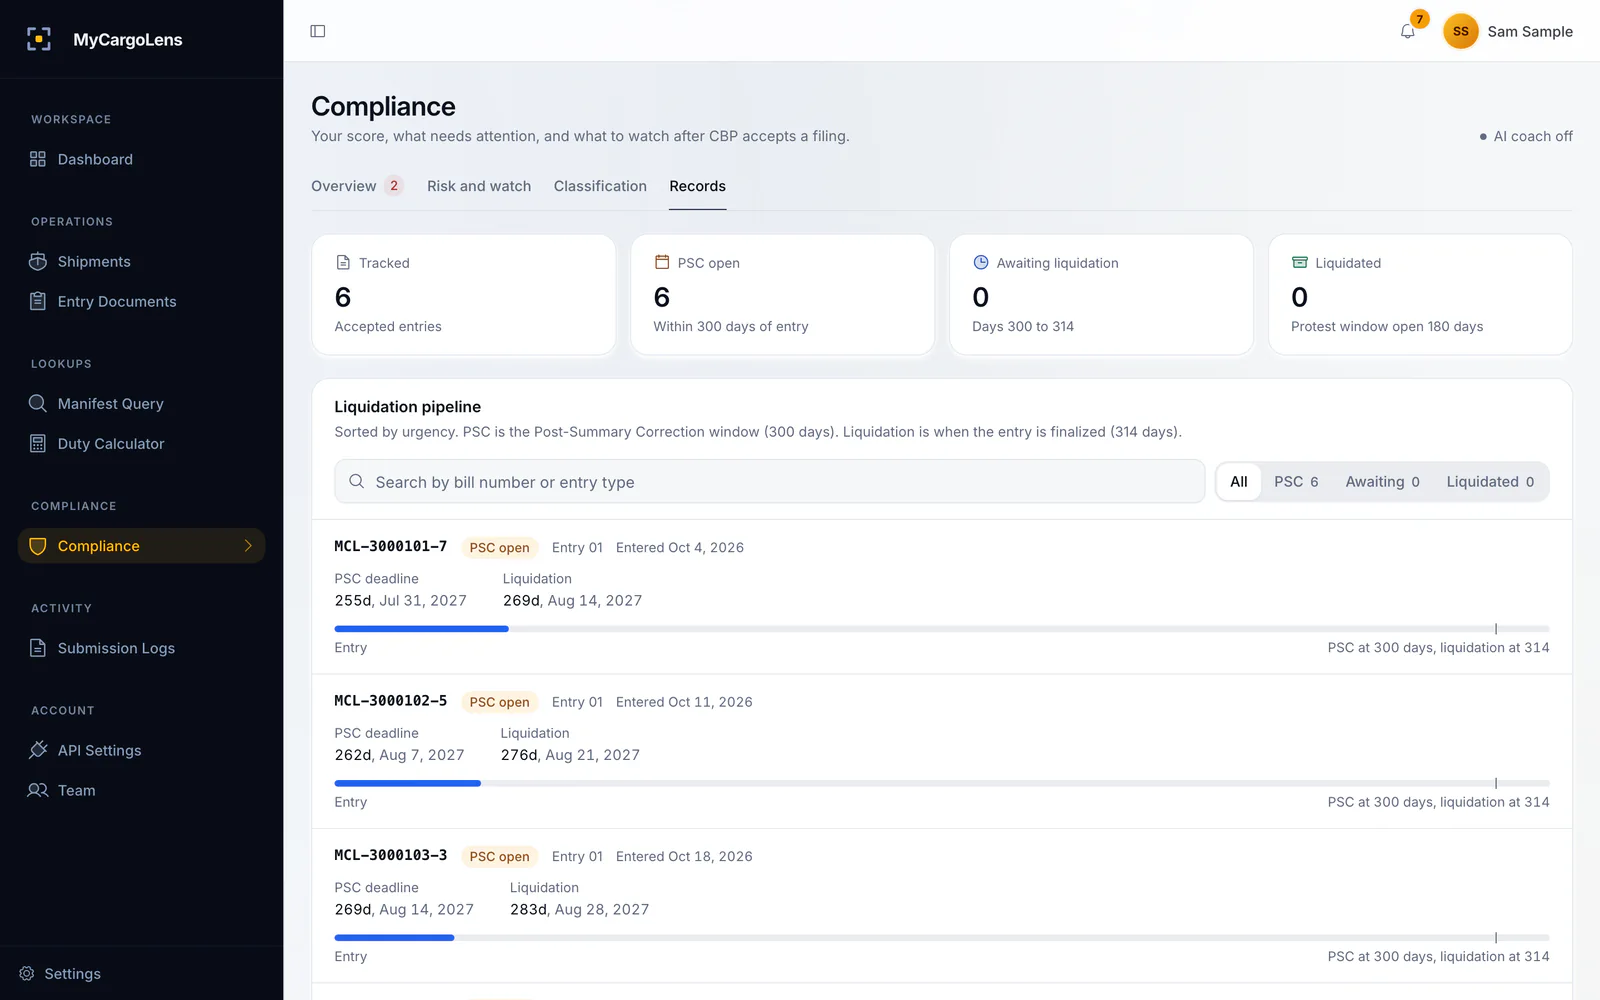 MyCargoLens
WORKSPACE
Dashboard
OPERATIONS
Shipments
Entry Documents
LOOKUPS
Manifest Query
Duty Calculator
COMPLIANCE
Compliance
ACTIVITY
Submission Logs
ACCOUNT
API Settings
Team
Settings
7
SS Sam Sample
Compliance
Your score, what needs attention, and what to watch after CBP accepts a filing.
AI coach off
Overview 2 Risk and watch Classification Records
Tracked
6
Accepted entries
PSC open
6
Within 300 days of entry
Awaiting liquidation
0
Days 300 to 314
Liquidated
0
Protest window open 180 days
Liquidation pipeline
Sorted by urgency. PSC is the Post-Summary Correction window (300 days). Liquidation is when the entry is finalized (314 days).
Search by bill number or entry type
All PSC 6 Awaiting 0 Liquidated 0
MCL-3000101-7 PSC open Entry 01 Entered Oct 4, 2026
PSC deadline Liquidation
255d, Jul 31, 2027 269d, Aug 14, 2027
Entry PSC at 300 days, liquidation at 314
MCL-3000102-5 PSC open Entry 01 Entered Oct 11, 2026
PSC deadline Liquidation
262d, Aug 7, 2027 276d, Aug 21, 2027
Entry PSC at 300 days, liquidation at 314
MCL-3000103-3 PSC open Entry 01 Entered Oct 18, 2026
PSC deadline Liquidation
269d, Aug 14, 2027 283d, Aug 28, 2027
Entry PSC at 300 days, liquidation at 314